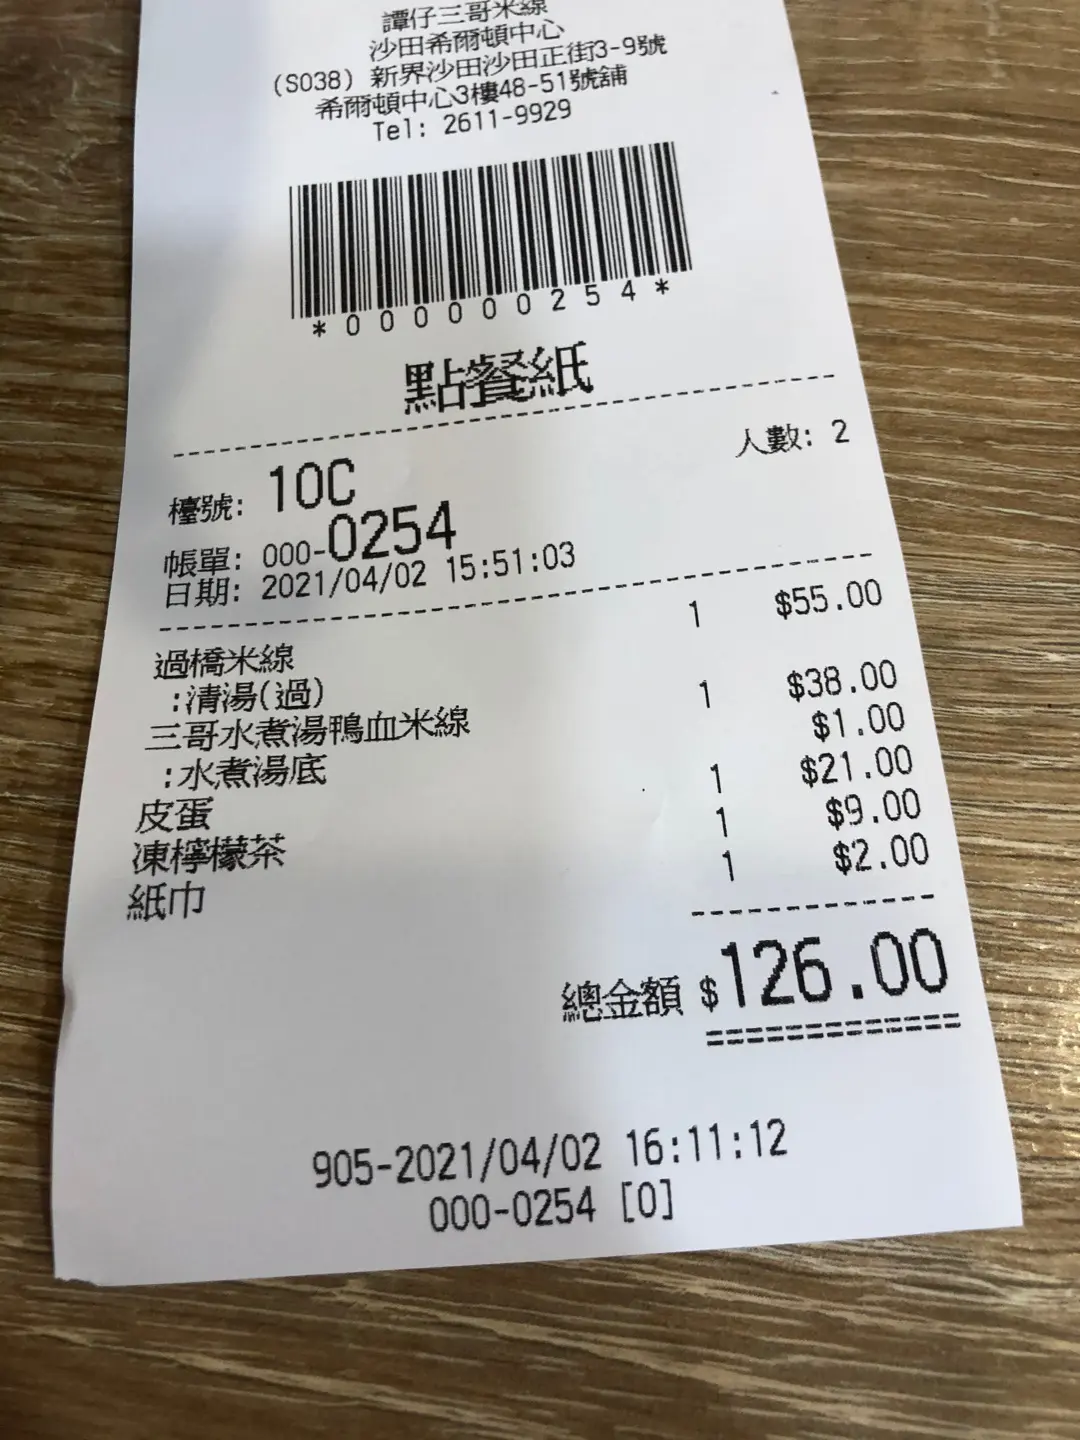 譚仔三哥米線
沙田希爾頓中心
(S038) 新界沙田沙田正街3-9號
希爾頓中心3樓48-51號舖
Tel: 2611-9929
*000000254*
點餐紙
人數: 2
檯號: 10C
帳單: 000-0254
日期: 2021/04/02 15:51:03
過橋米線 1 $55.00
:清湯(過)
三哥水煮湯鴨血米線 1 $38.00
:水煮湯底 $1.00
皮蛋 1 $21.00
凍檸檬茶 1 $9.00
紙巾 1 $2.00
總金額 $126.00
905-2021/04/02 16:11:12
000-0254 [0]